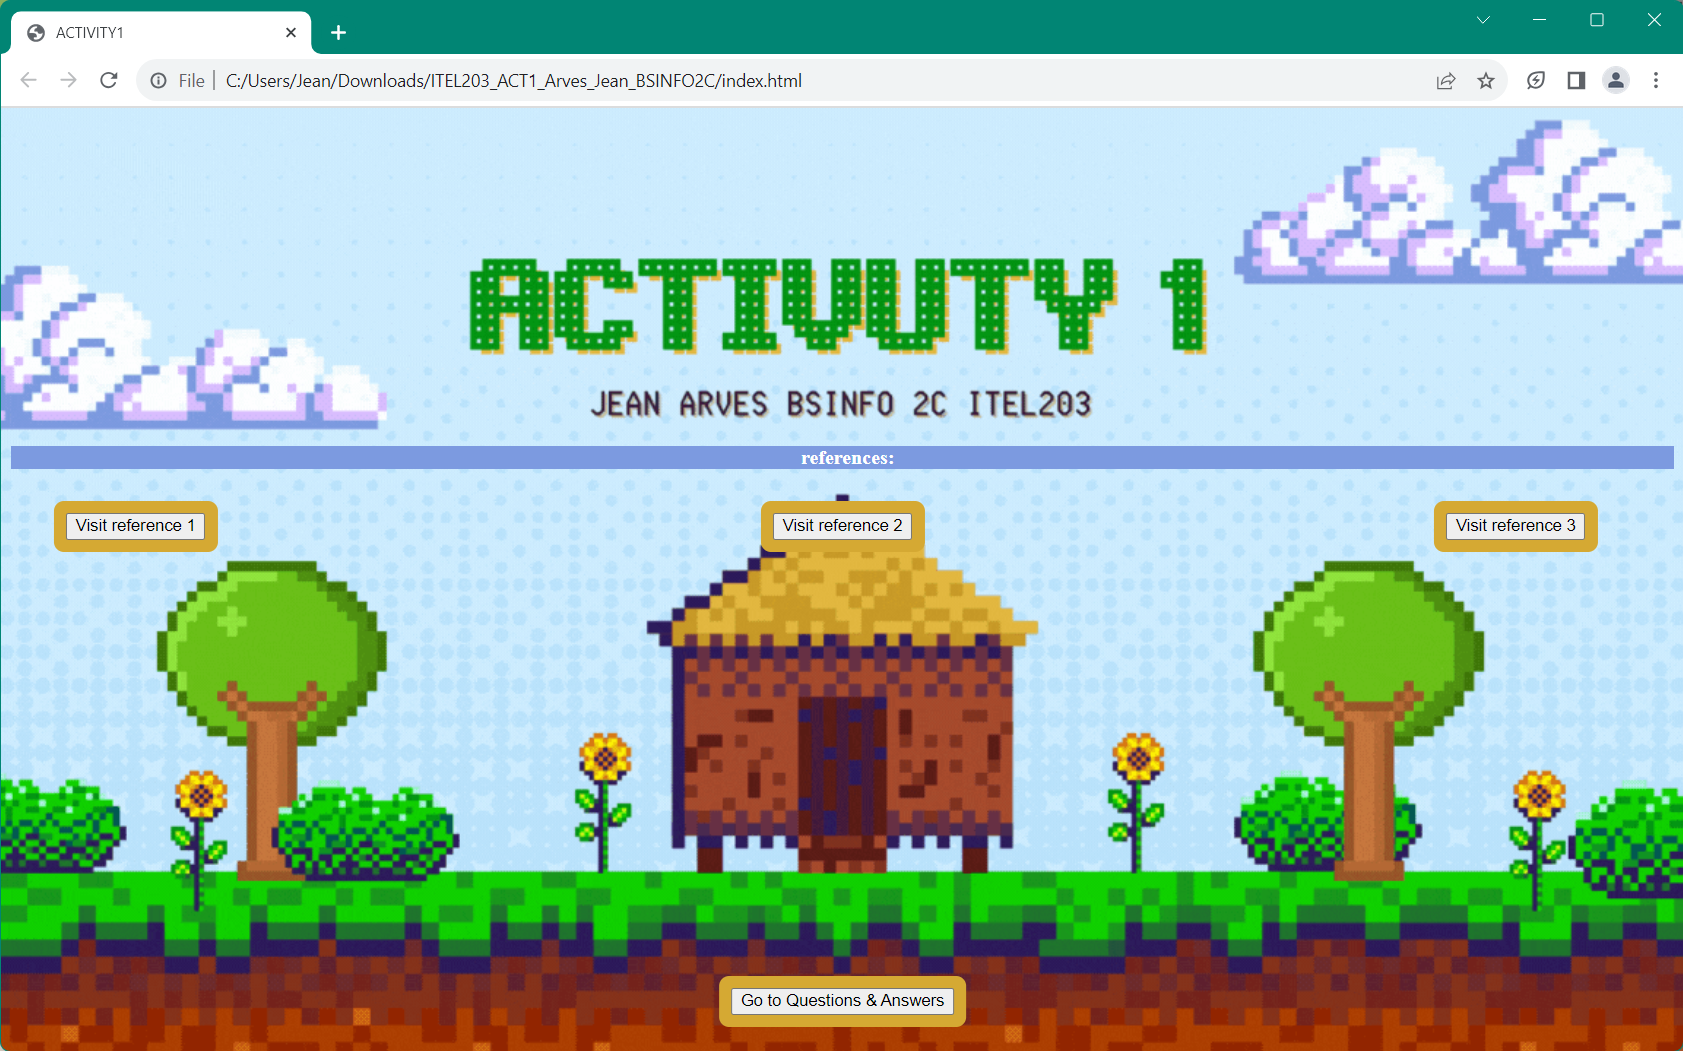 ACTIVITY1
File | C:/Users/Jean/Downloads/ITEL203_ACT1_Arves_Jean_BSINFO2C/index.html
ACTIVUTY 1
JEAN ARVES BSINFO 2C ITEL203
references:
Visit reference 1
Visit reference 2
Visit reference 3
Go to Questions & Answers